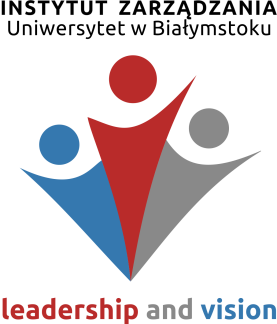 INSTYTUT ZARZĄDZANIA
Uniwersytet w Białymstoku
leadership and vision